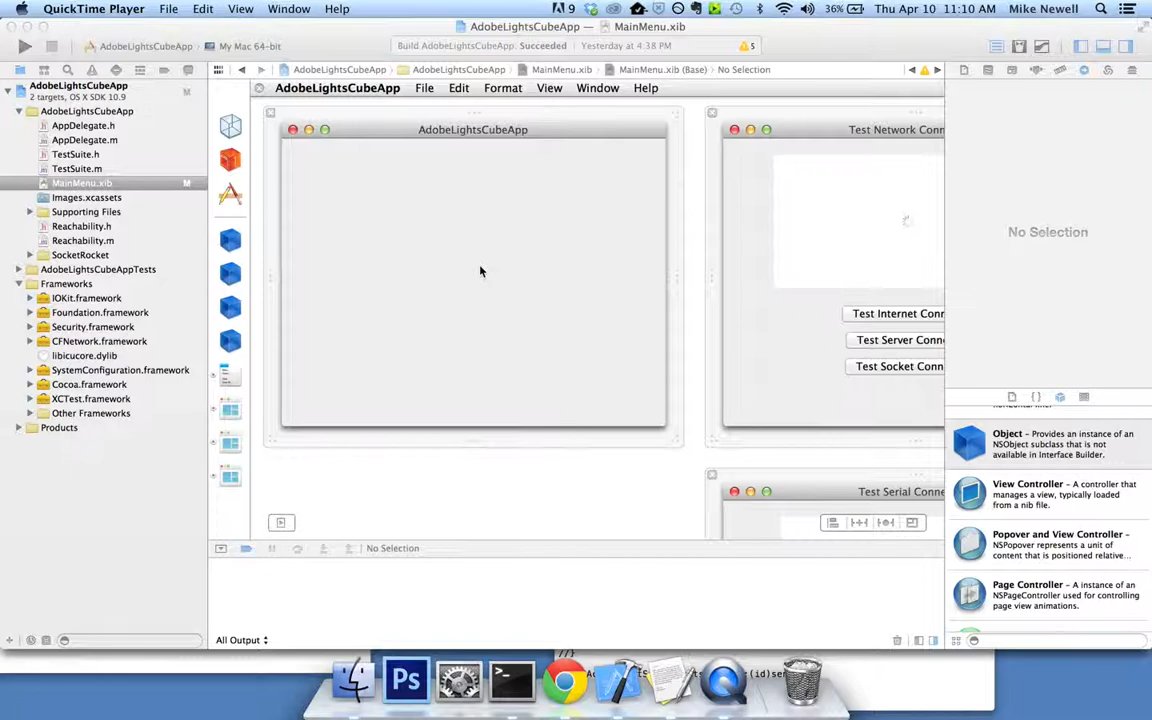 QuickTime Player File Edit View Window Help 9 36% Thu Apr 10 11:10 AM Mike Newell
AdobeLightsCubeApp — MainMenu.xib
AdobeLightsCubeApp My Mac 64-bit
Build AdobeLightsCubeApp: Succeeded Yesterday at 4:38 PM 5
AdobeLightsCubeApp AdobeLightsCubeApp MainMenu.xib MainMenu.xib (Base) No Selection
AdobeLightsCubeApp M
2 targets, OS X SDK 10.9
AdobeLightsCubeApp
AppDelegate.h
AppDelegate.m
TestSuite.h
TestSuite.m
MainMenu.xib M
Images.xcassets
Supporting Files
Reachability.h
Reachability.m
SocketRocket
AdobeLightsCubeAppTests
Frameworks
IOKit.framework
Foundation.framework
Security.framework
CFNetwork.framework
libicucore.dylib
SystemConfiguration.framework
Cocoa.framework
XCTest.framework
Other Frameworks
Products
AdobeLightsCubeApp File Edit Format View Window Help
AdobeLightsCubeApp
Test Network Conn
Test Internet Conn
Test Server Conne
Test Socket Conn
Test Serial Conne
No Selection
All Output
No Selection
Object – Provides an instance of an
NSObject subclass that is not
available in Interface Builder.
View Controller – A controller that
manages a view, typically loaded
from a nib file.
Popover and View Controller –
NSPopover represents a unit of
content that is positioned relative...
Page Controller – A instance of an
NSPageController used for controlling
page view animations.
//}
(id)sen
Ps